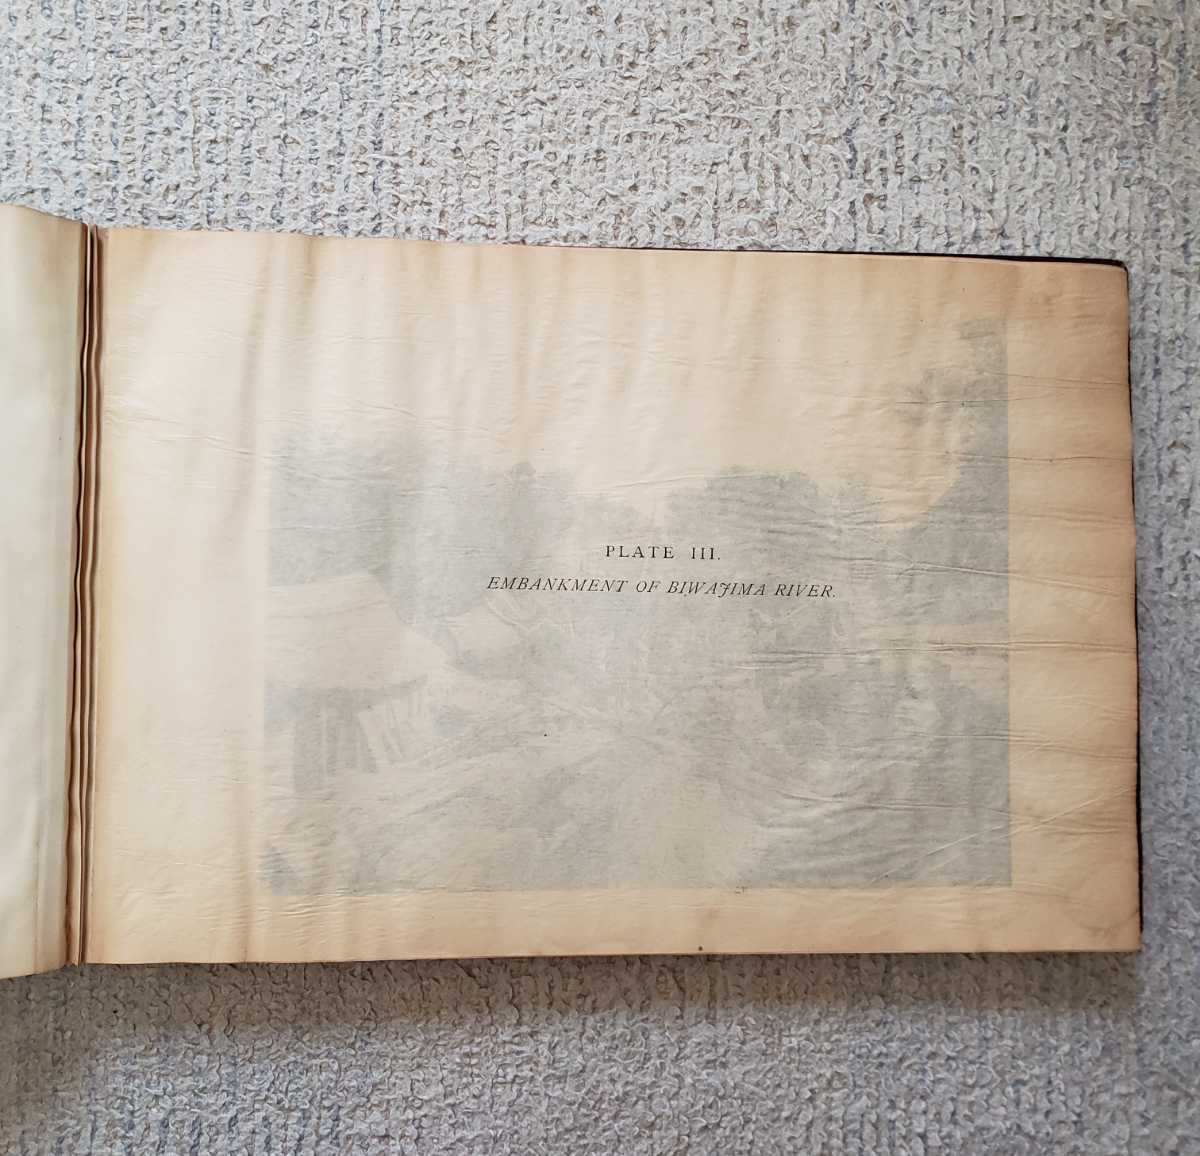 PLATE III.
EMBANKMENT OF BIWAJIMA RIVER.